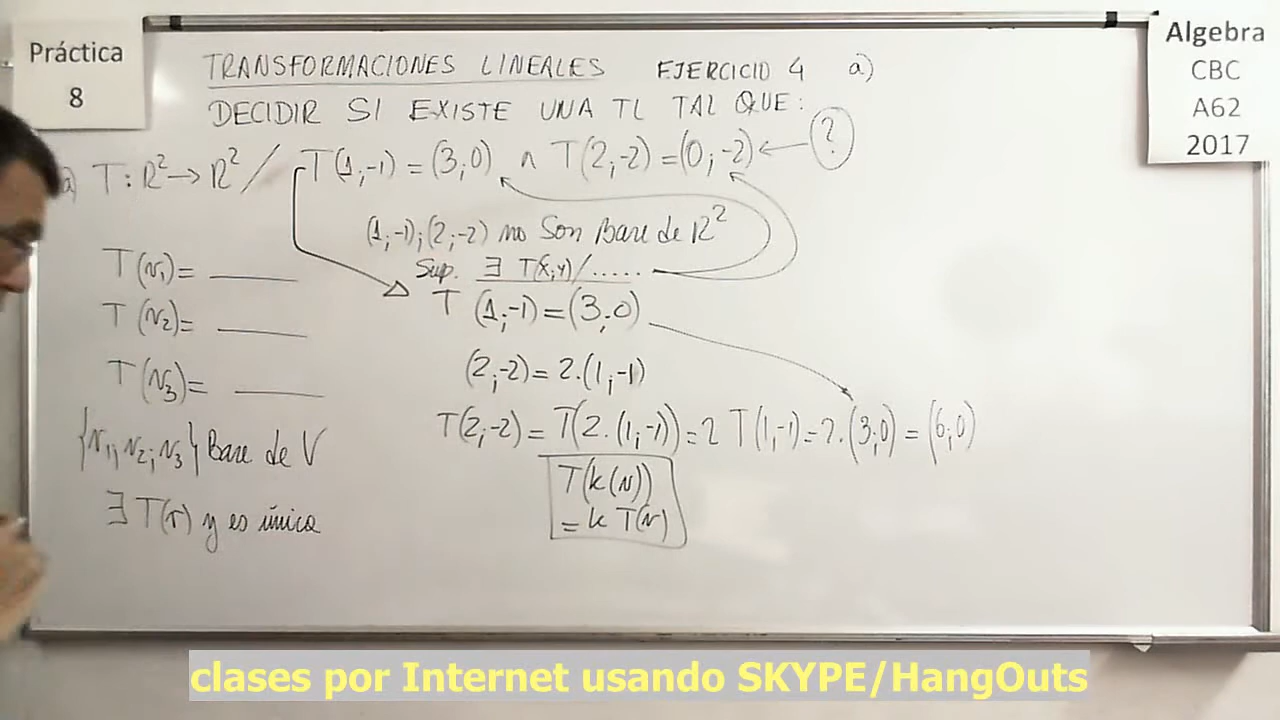 Práctica
8
Algebra
CBC
A62
2017
TRANSFORMACIONES LINEALES EJERCICIO 4 a)
DECIDIR SI EXISTE UNA TL TAL QUE:
a) T: R² → R² / T(1;-1) = (3;0) ∧ T(2;-2) = (0;-2) ← ?
(1;-1);(2;-2) no Son Base de R²
Sup. ∃ T(x;y)/......
T(v₁)= ____
T(v₂)= ____
T(v₃)= ____
{v₁;v₂;v₃} Base de V
∃ T(v) y es única
T (1;-1) = (3;0)
(2;-2) = 2.(1;-1)
T(2;-2) = T(2.(1;-1)) = 2 T(1;-1) = 2.(3;0) = (6;0)
T(k(v))
= k T(v)
clases por Internet usando SKYPE/HangOuts